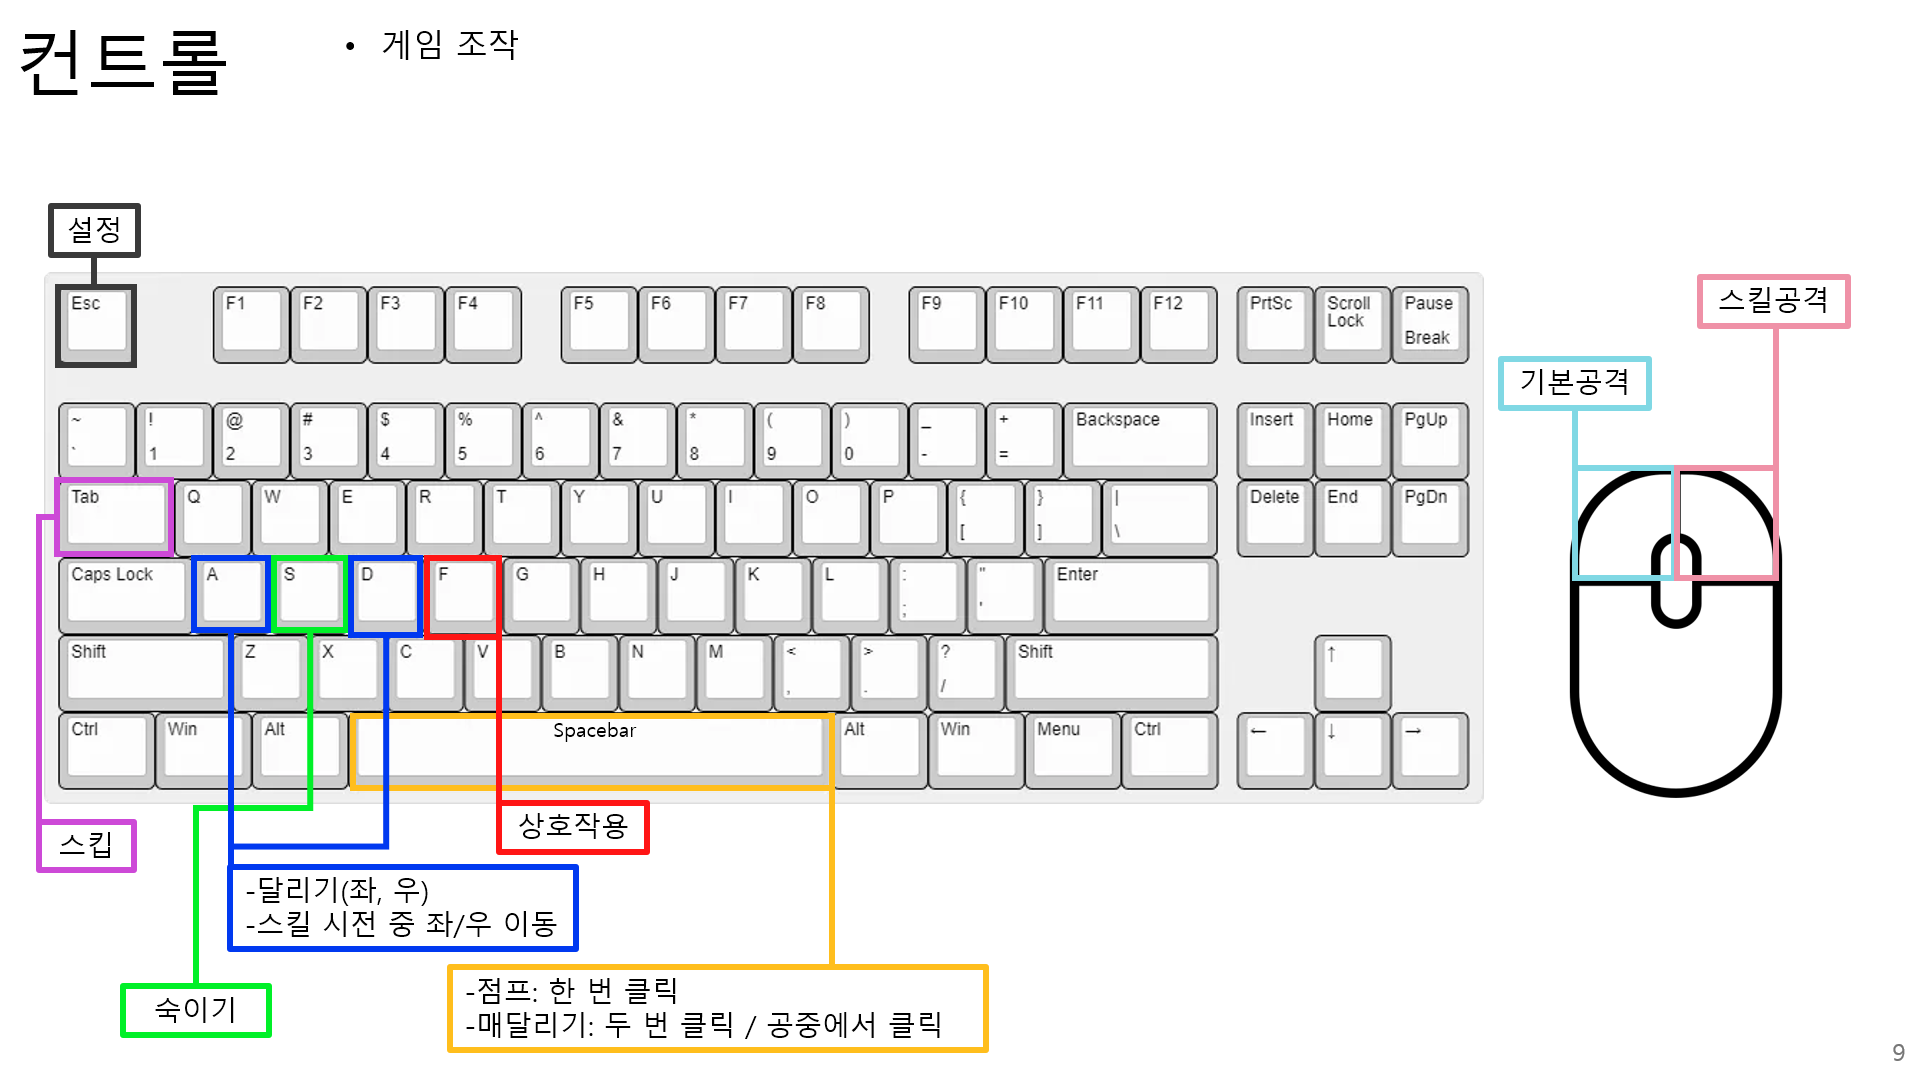 컨트롤
• 게임 조작
설정
스킬공격
기본공격
Esc F1 F2 F3 F4 F5 F6 F7 F8 F9 F10 F11 F12 PrtSc Scroll Lock Pause Break
~ ` ! 1 @ 2 # 3 $ 4 % 5 ^ 6 & 7 * 8 ( 9 ) 0 _ - + = Backspace Insert Home PgUp
Tab Q W E R T Y U I O P { [ } ] | \ Delete End PgDn
Caps Lock A S D F G H J K L : ; " ' Enter
Shift Z X C V B N M < , > . ? / Shift ↑
Ctrl Win Alt Spacebar Alt Win Menu Ctrl ← ↓ →
스킵
상호작용
-달리기(좌, 우)
-스킬 시전 중 좌/우 이동
숙이기
-점프: 한 번 클릭
-매달리기: 두 번 클릭 / 공중에서 클릭
9